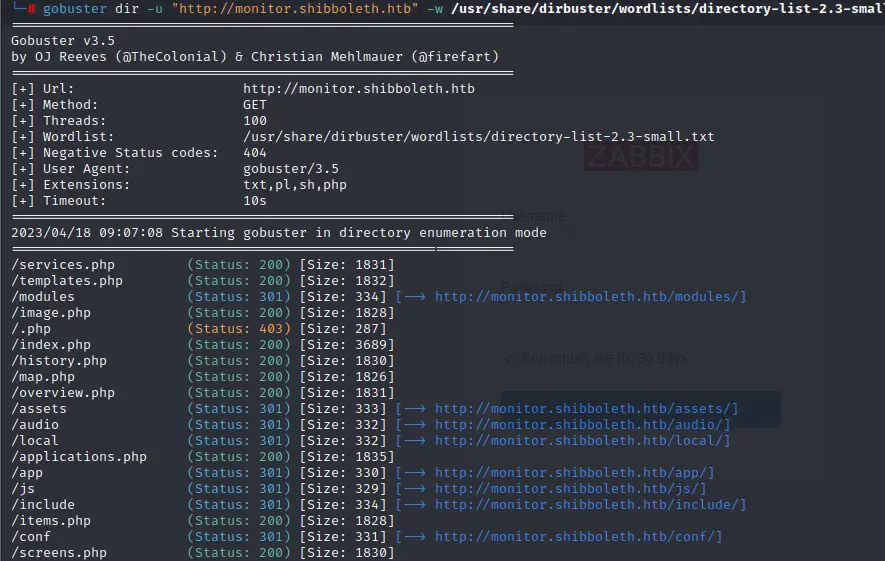 └─# gobuster dir -u "http://monitor.shibboleth.htb" -w /usr/share/dirbuster/wordlists/directory-list-2.3-small
Gobuster v3.5
by OJ Reeves (@TheColonial) & Christian Mehlmauer (@firefart)
[+] Url: http://monitor.shibboleth.htb
[+] Method: GET
[+] Threads: 100
[+] Wordlist: /usr/share/dirbuster/wordlists/directory-list-2.3-small.txt
[+] Negative Status codes: 404
ZABBIX
[+] User Agent: gobuster/3.5
[+] Extensions: txt,pl,sh,php
[+] Timeout: 10s
Username
2023/04/18 09:07:08 Starting gobuster in directory enumeration mode
/services.php (Status: 200) [Size: 1831]
/templates.php (Status: 200) [Size: 1832]
Password
/modules (Status: 301) [Size: 334] [--> http://monitor.shibboleth.htb/modules/]
/image.php (Status: 200) [Size: 1828]
/.php (Status: 403) [Size: 287]
/index.php (Status: 200) [Size: 3689]
/history.php (Status: 200) [Size: 1830]
Remember me for 30 days
/map.php (Status: 200) [Size: 1826]
/overview.php (Status: 200) [Size: 1831]
/assets (Status: 301) [Size: 333] [--> http://monitor.shibboleth.htb/assets/]
/audio (Status: 301) [Size: 332] [--> http://monitor.shibboleth.htb/audio/]
/local (Status: 301) [Size: 332] [--> http://monitor.shibboleth.htb/local/]
/applications.php (Status: 200) [Size: 1835]
/app (Status: 301) [Size: 330] [--> http://monitor.shibboleth.htb/app/]
/js (Status: 301) [Size: 329] [--> http://monitor.shibboleth.htb/js/]
/include (Status: 301) [Size: 334] [--> http://monitor.shibboleth.htb/include/]
/items.php (Status: 200) [Size: 1828]
/conf (Status: 301) [Size: 331] [--> http://monitor.shibboleth.htb/conf/]
/screens.php (Status: 200) [Size: 1830]